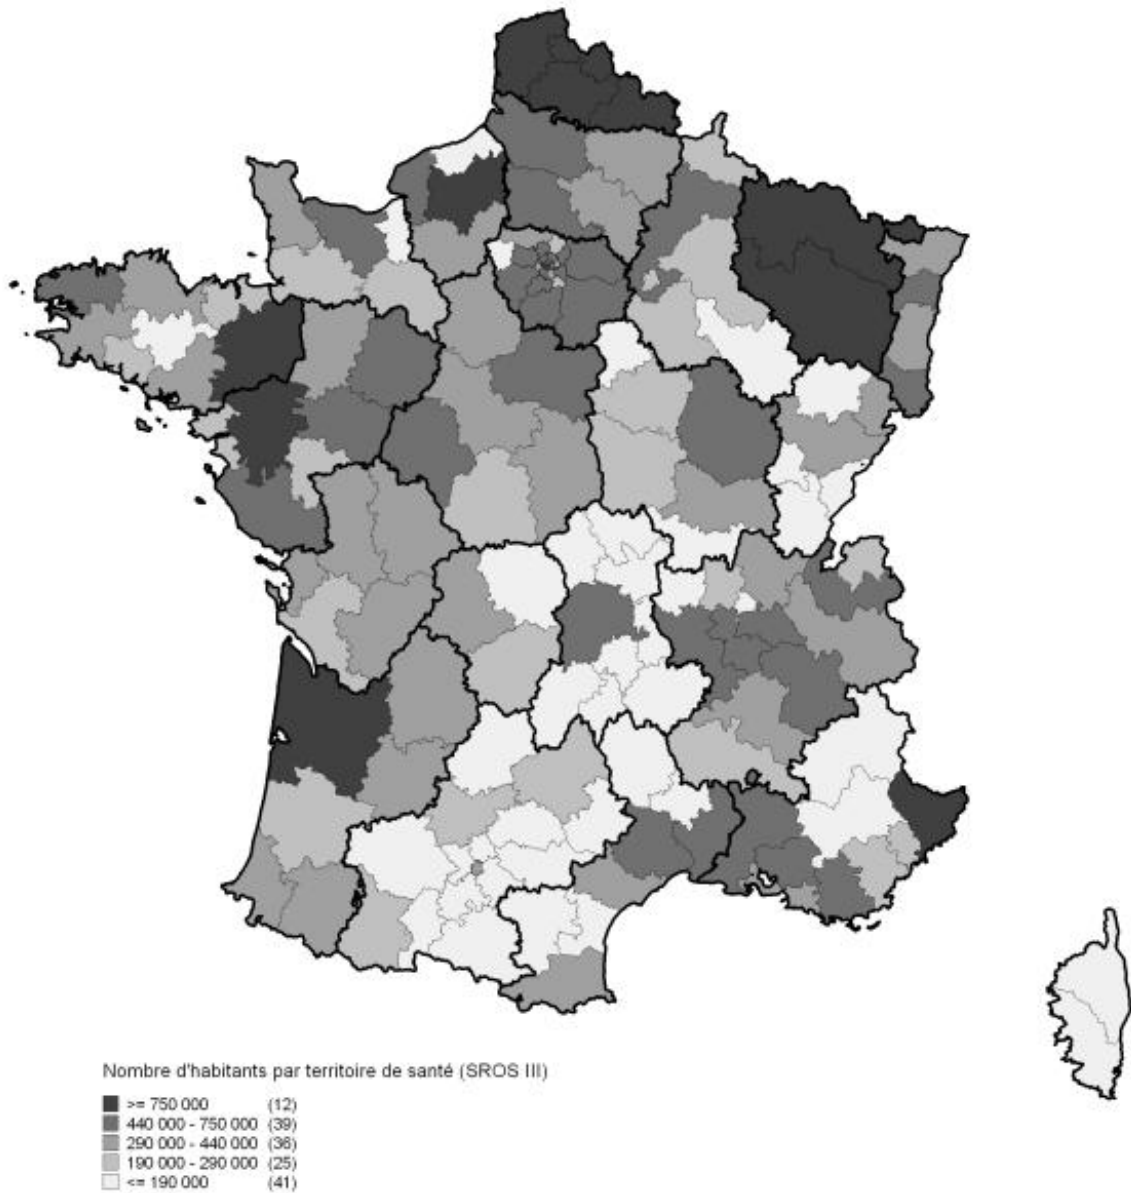 Nombre d'habitants par territoire de santé (SROS III)
>= 750 000 (12)
440 000 - 750 000 (39)
290 000 - 440 000 (36)
190 000 - 290 000 (25)
<= 190 000 (41)